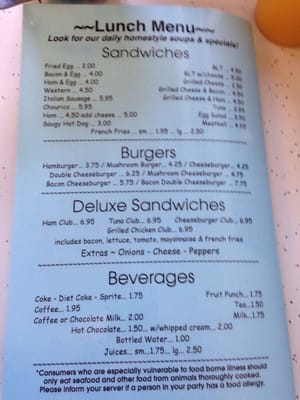 ~~Lunch Menu~~
Look for our daily homestyle soups & specials!
Sandwiches
Fried Egg ... 2.00
Bacon & Egg ... 4.00
Ham & Egg .... 4.00
Western ... 4.50
Italian Sausage ... 5.95
Chourico ... 5.95
Ham .... 4.50 add cheese ... 5.00
Saugy Hot Dog ... 3.00
BLT ... 4.50
BLT w/cheese ... 5.00
Grilled Cheese ...
Grilled Cheese & Bacon ...
Grilled Cheese & Ham ... 4.50
Tuna ...
Egg Salad ...
Meatball ... 4.95
French Fries ... sm ... 1.95 ... lg .. 2.50
Burgers
Hamburger... 3.75 / Mushroom Burger... 4.25 / Cheeseburger... 4.25
Double Cheeseburger ... 6.25 / Mushroom Cheeseburger ... 4.75
Bacon Cheeseburger ... 5.75 / Bacon Double Cheeseburger ... 7.75
Deluxe Sandwiches
Ham Club... 6.95 Tuna Club... 6.95 Cheeseburger Club... 6.95
Grilled Chicken Club... 6.95
includes bacon, lettuce, tomato, mayonnaise & french fries
Extras ~ Onions - Cheese - Peppers
Beverages
Coke - Diet Coke - Sprite... 1.75
Coffee... 1.95
Coffee or Chocolate Milk... 2.00
Fruit Punch... 1.75
Tea...1.50
Milk...1.75
Hot Chocolate... 1.50... w/whipped cream ... 2.00
Bottled Water... 1.00
Juices... sm...1.75... lg... 2.50
*Consumers who are especially vulnerable to food borne illness should
only eat seafood and other food from animals thoroughly cooked.
Please inform your server if a person in your party has a food allergy.